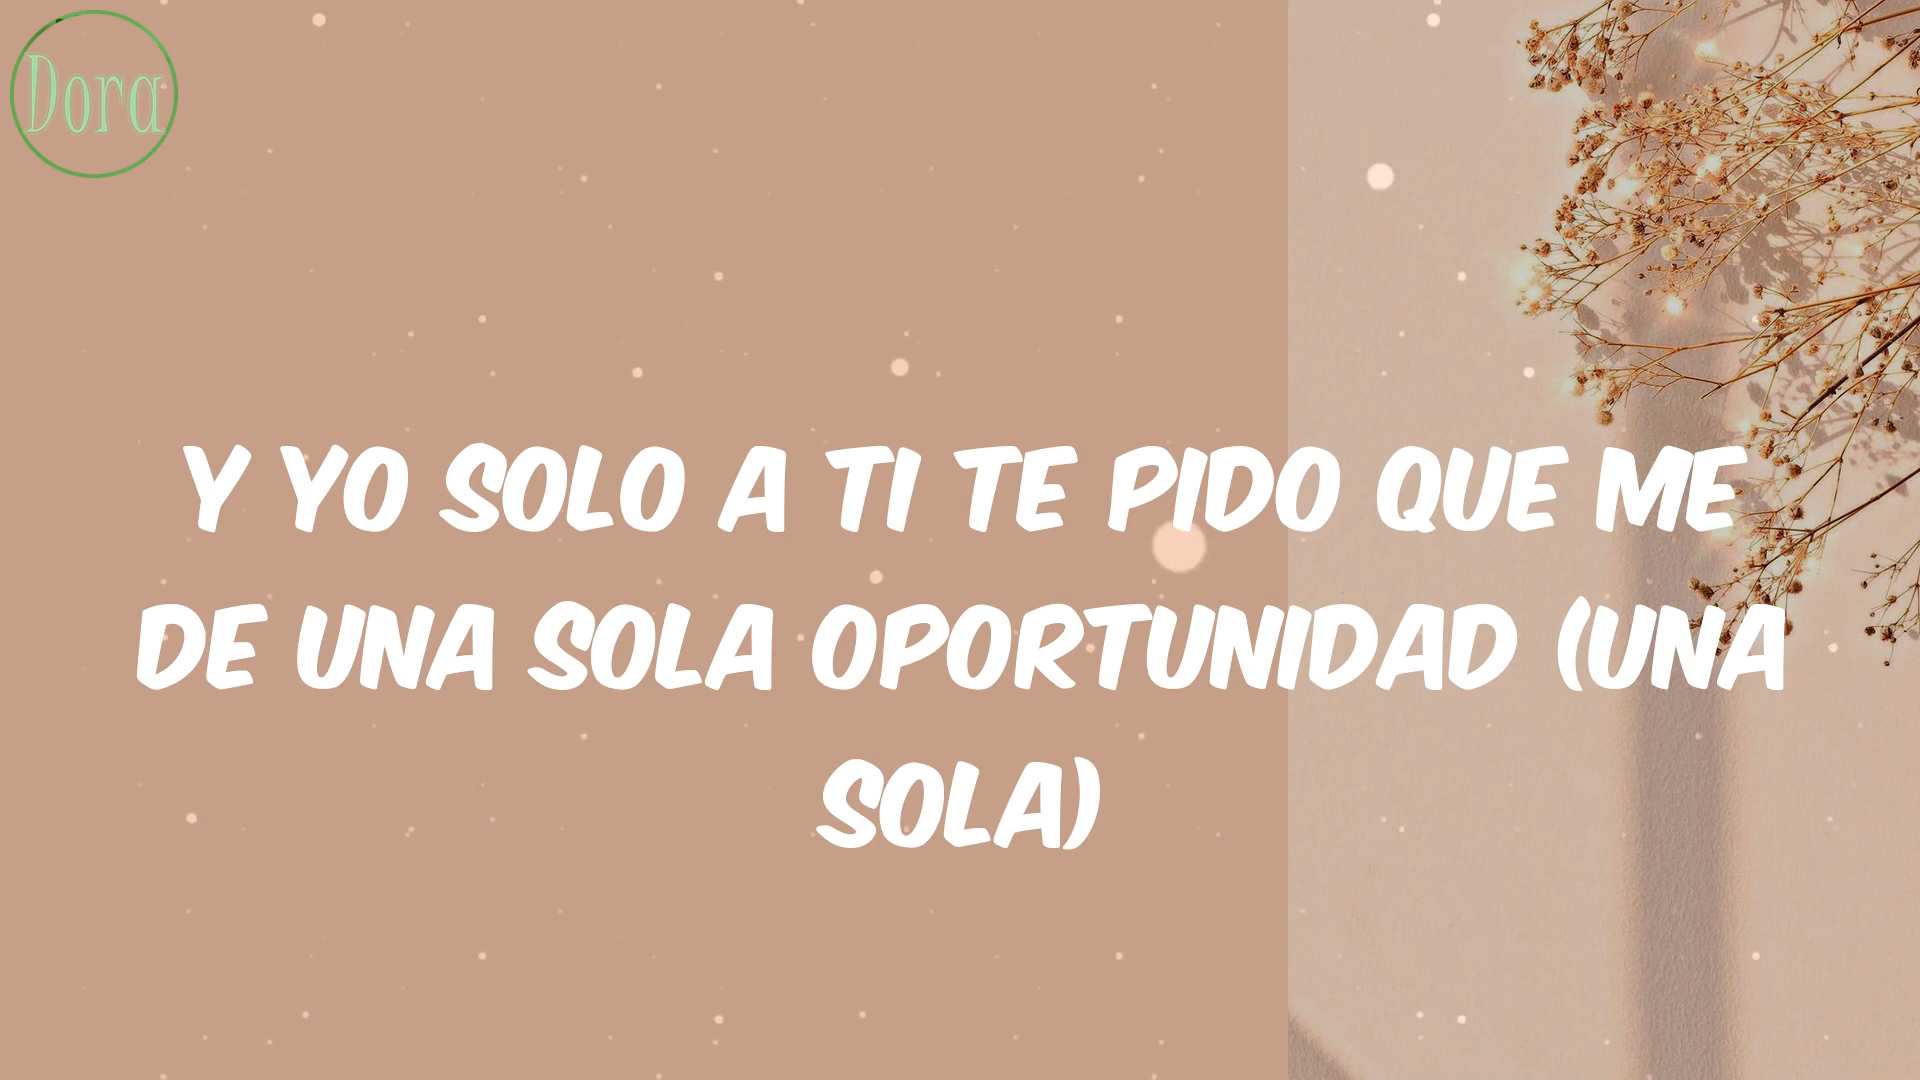 Dora
Y YO SOLO A TI TE PIDO QUE ME
DE UNA SOLA OPORTUNIDAD (UNA
SOLA)